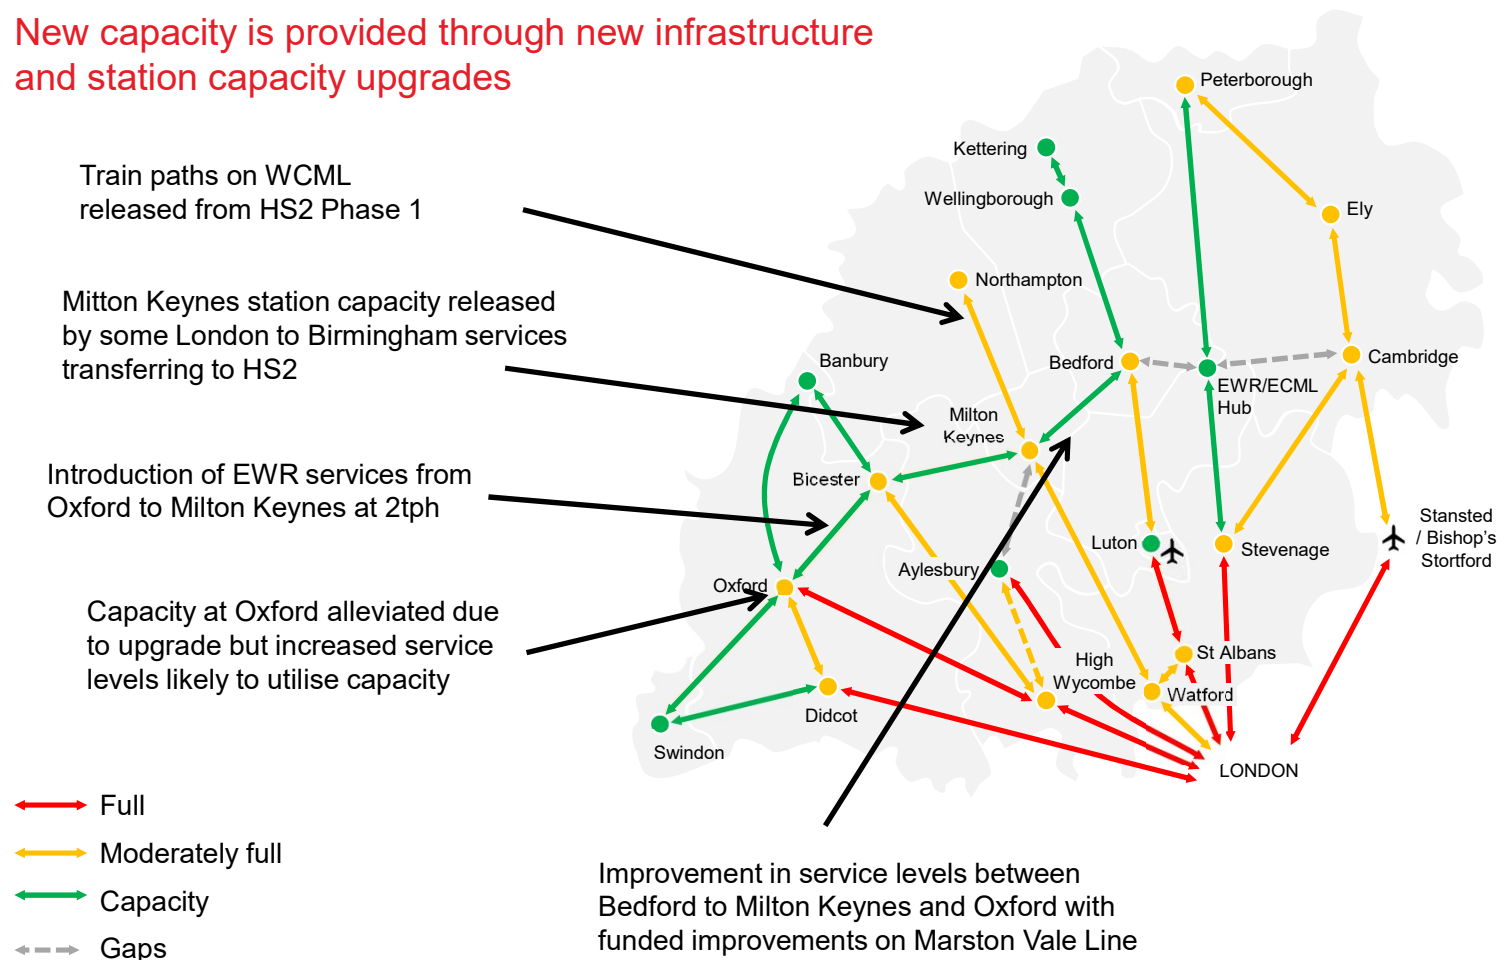 New capacity is provided through new infrastructure
and station capacity upgrades
Train paths on WCML
released from HS2 Phase 1
Mitton Keynes station capacity released
by some London to Birmingham services
transferring to HS2
Introduction of EWR services from
Oxford to Milton Keynes at 2tph
Capacity at Oxford alleviated due
to upgrade but increased service
levels likely to utilise capacity
Full
Moderately full
Capacity
Gaps
Peterborough
Kettering
Wellingborough
Ely
Northampton
Banbury
Bedford
Cambridge
EWR/ECML
Hub
Milton
Keynes
Bicester
Stansted
/ Bishop's
Stortford
Luton
Stevenage
Aylesbury
Oxford
High
Wycombe
St Albans
Watford
Didcot
Swindon
LONDON
Improvement in service levels between
Bedford to Milton Keynes and Oxford with
funded improvements on Marston Vale Line